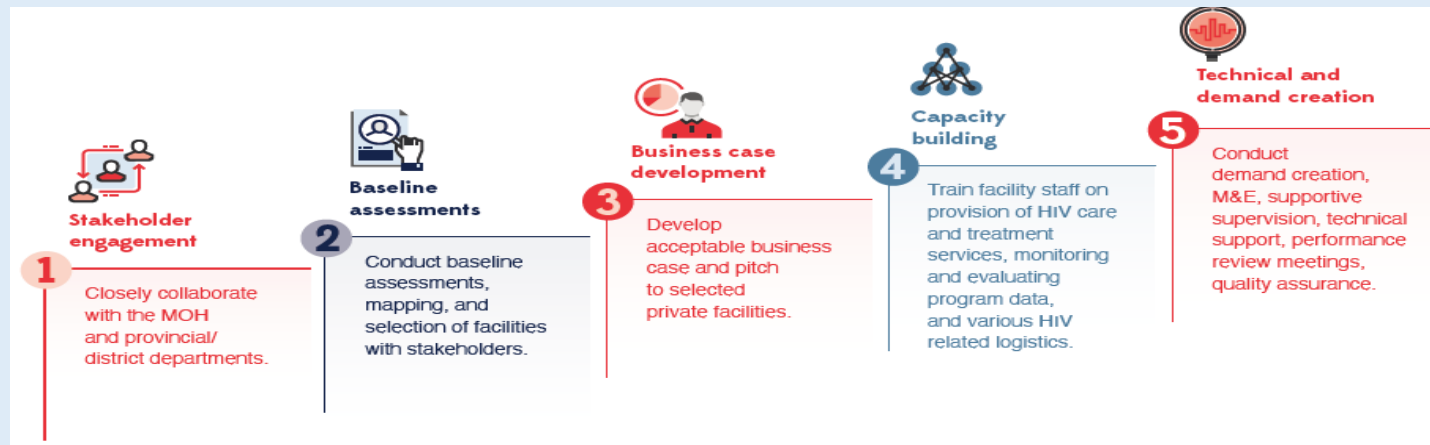 Stakeholder
engagement
1
Closely collaborate
with the MOH
and provincial/
district departments.
Baseline
assessments
2
Conduct baseline
assessments,
mapping, and
selection of facilities
with stakeholders.
Business case
development
3
Develop
acceptable business
case and pitch
to selected
private facilities.
Capacity
building
4
Train facility staff on
provision of HIV care
and treatment
services, monitoring
and evaluating
program data,
and various HIV
related logistics.
Technical and
demand creation
5
Conduct
demand creation,
M&E, supportive
supervision, technical
support, performance
review meetings,
quality assurance.